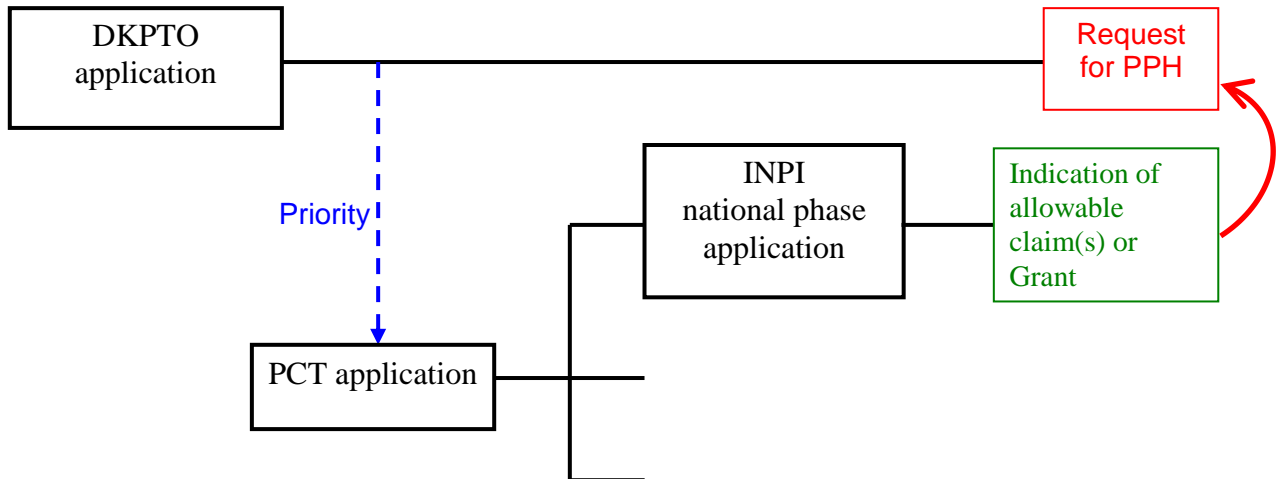 DKPTO
application
Request
for PPH
INPI
national phase
application
Indication of
allowable
claim(s) or
Grant
Priority
PCT application